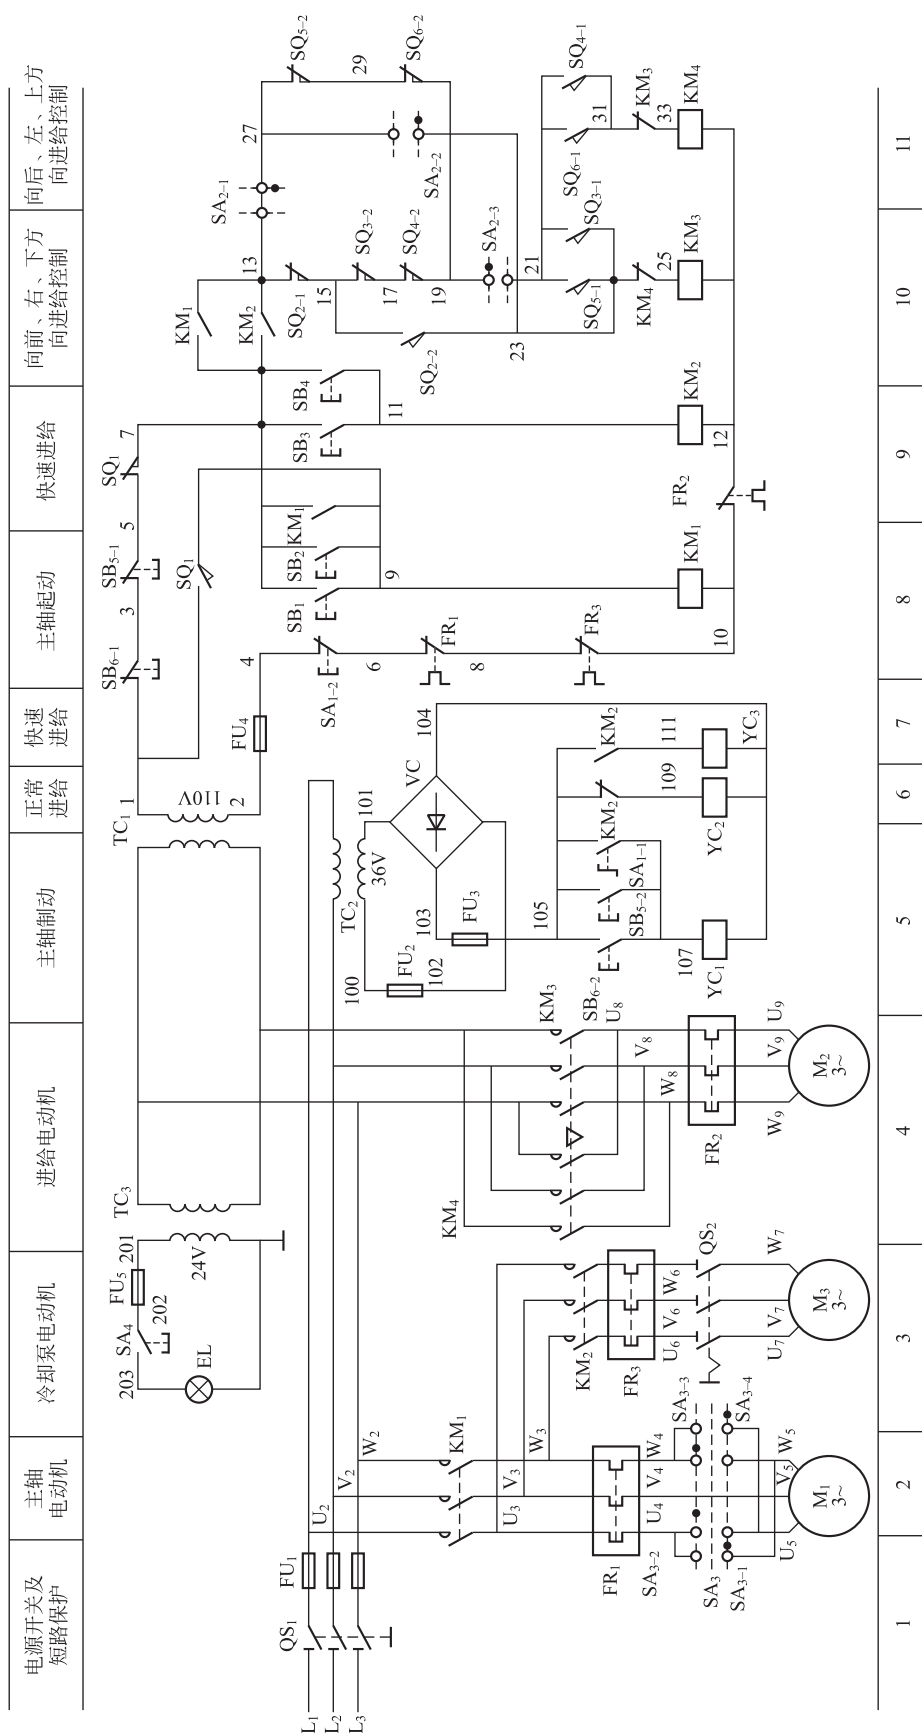 电源开关及
短路保护
主轴
电动机
冷却泵电动机
进给电动机
主轴制动
正常
进给
快速
进给
主轴起动
快速进给
向前、右、下方
向进给控制
向后、左、上方
向进给控制
L₁
L₂
L₃
QS₁
FU₁
U₂
V₂
W₂
KM₁
U₃
V₃
W₃
FR₁
U₄
V₄
W₄
SA₃₋₂
SA₃
SA₃₋₁
SA₃₋₃
SA₃₋₄
U₅
V₅
W₅
M₁
3~
203
SA₄
202
FU₅
201
EL
24V
TC₃
KM₂
FR₃
U₆
V₆
W₆
QS₂
U₇
V₇
W₇
M₃
3~
KM₄
KM₃
U₈
V₈
W₈
FR₂
W₉
V₉
U₉
M₂
3~
TC₁
1
110V
2
FU₄
4
TC₂
36V
100
101
FU₂
102
103
FU₃
VC
104
105
SB₆₋₂
SB₅₋₂
SA₁₋₁
KM₂
KM₂
107
109
111
YC₁
YC₂
YC₃
SB₆₋₁
3
SB₅₋₁
5
SQ₁
7
SQ₁
SA₁₋₂
6
FR₁
8
FR₃
10
SB₁
SB₂
KM₁
9
KM₁
FR₂
12
SB₃
SB₄
11
KM₂
KM₁
KM₂
13
SQ₂₋₁
15
SQ₃₋₂
17
SQ₄₋₂
19
SQ₂₋₂
23
SA₂₋₁
27
SQ₅₋₂
29
SQ₆₋₂
SA₂₋₂
SA₂₋₃
21
SQ₅₋₁
SQ₃₋₁
KM₄
25
KM₃
SQ₆₋₁
SQ₄₋₁
31
KM₃
33
KM₄
1
2
3
4
5
6
7
8
9
10
11